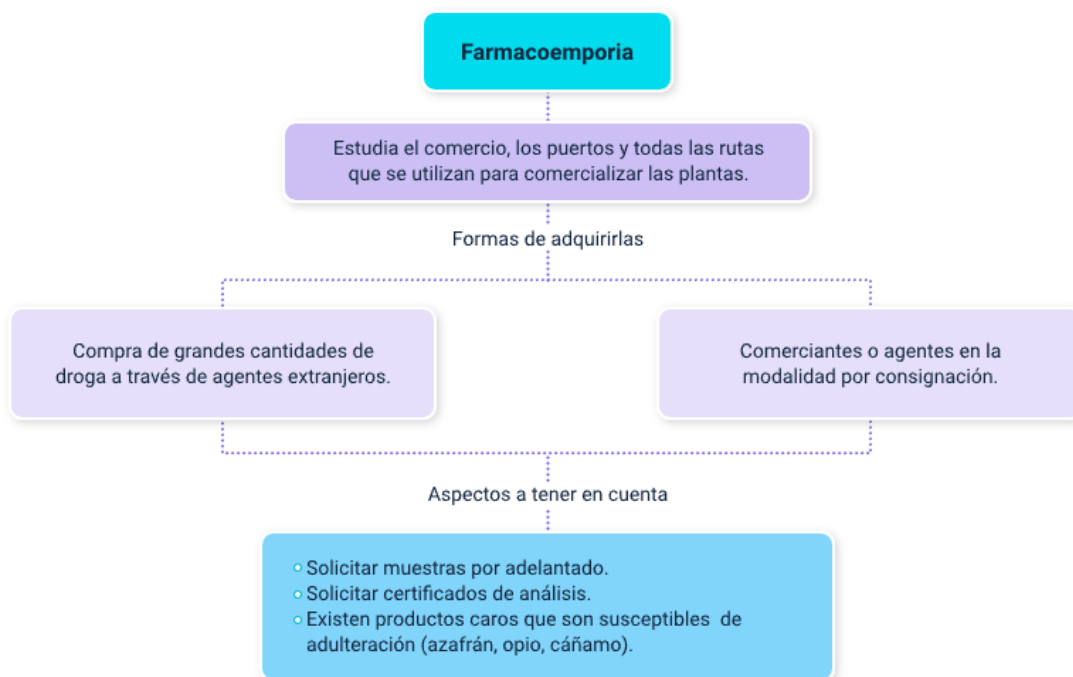 Farmacoemporia
Estudia el comercio, los puertos y todas las rutas
que se utilizan para comercializar las plantas.
Formas de adquirirlas
Compra de grandes cantidades de
droga a través de agentes extranjeros.
Comerciantes o agentes en la
modalidad por consignación.
Aspectos a tener en cuenta
Solicitar muestras por adelantado.
Solicitar certificados de análisis.
Existen productos caros que son susceptibles de
adulteración (azafrán, opio, cáñamo).